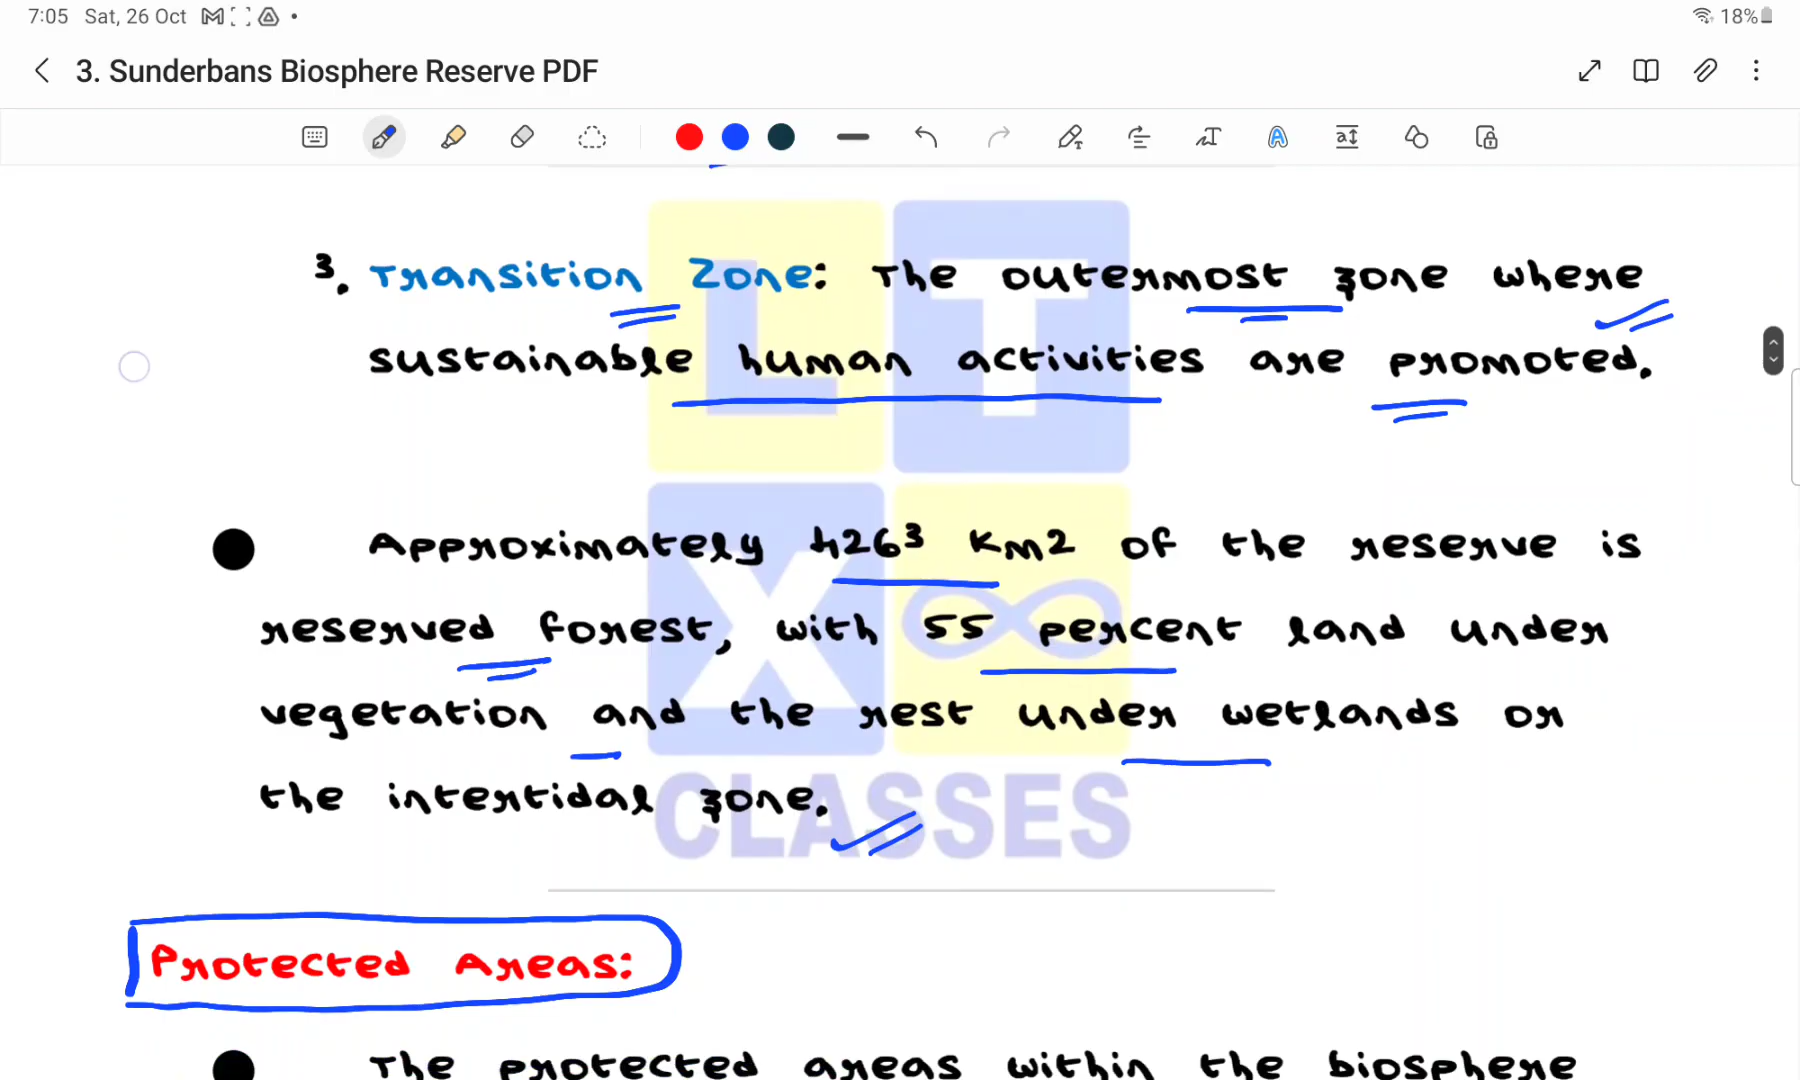 7:05 Sat, 26 Oct
18%
3. Sunderbans Biosphere Reserve PDF
3. Transition Zone: The outermost zone where
sustainable human activities are promoted.
● Approximately 4263 Km2 of the reserve is
reserved forest, with 55 percent land under
vegetation and the rest under wetlands or
the intertidal zone.
L T
X
CLASSES
Protected Areas:
● The protected areas within the biosphere